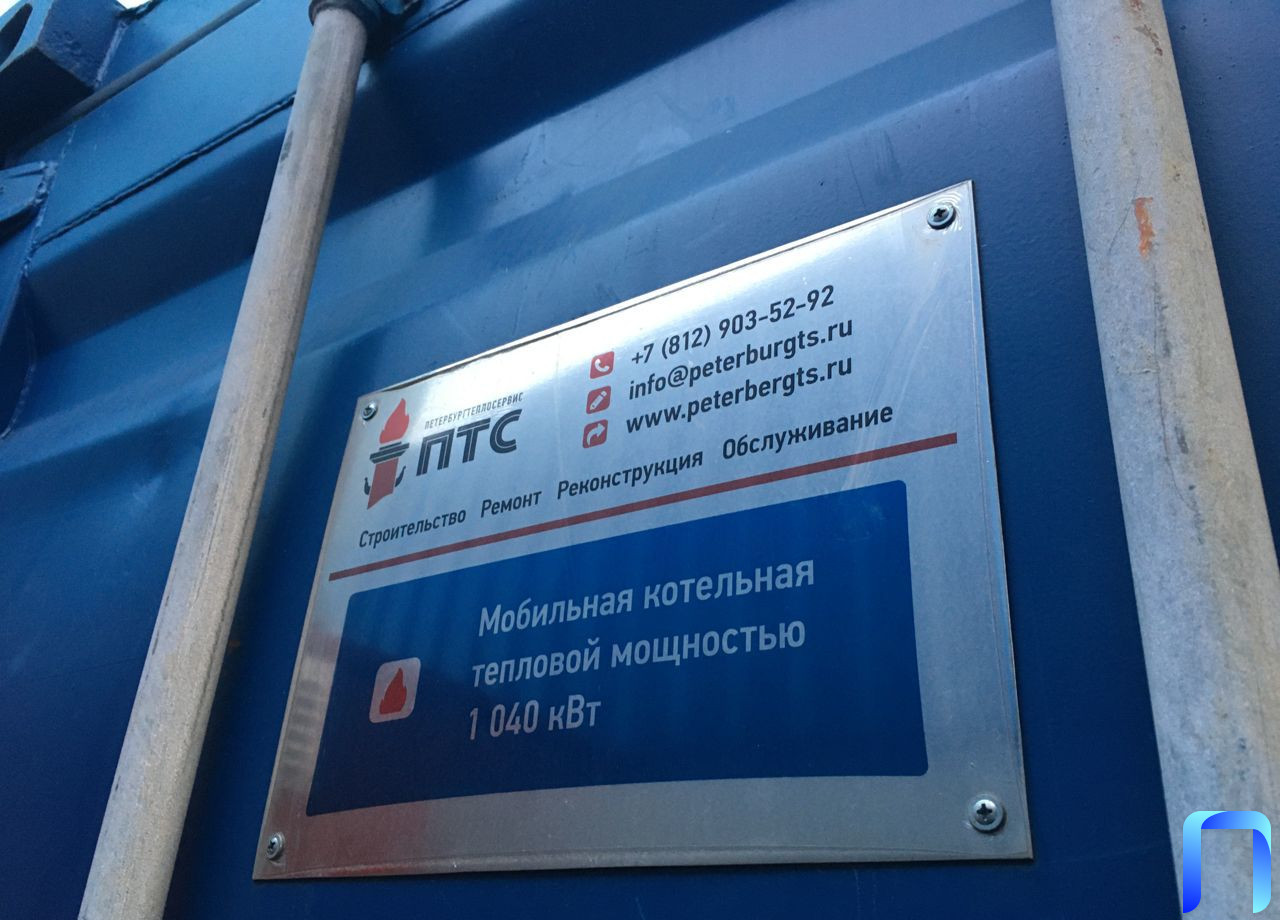 ПЕТЕРБУРГТЕПЛОСЕРВИС
ПТС
+7 (812) 903-52-92
info@peterburgts.ru
www.peterbergts.ru
Строительство Ремонт Реконструкция Обслуживание
Мобильная котельная
тепловой мощностью
1 040 кВт